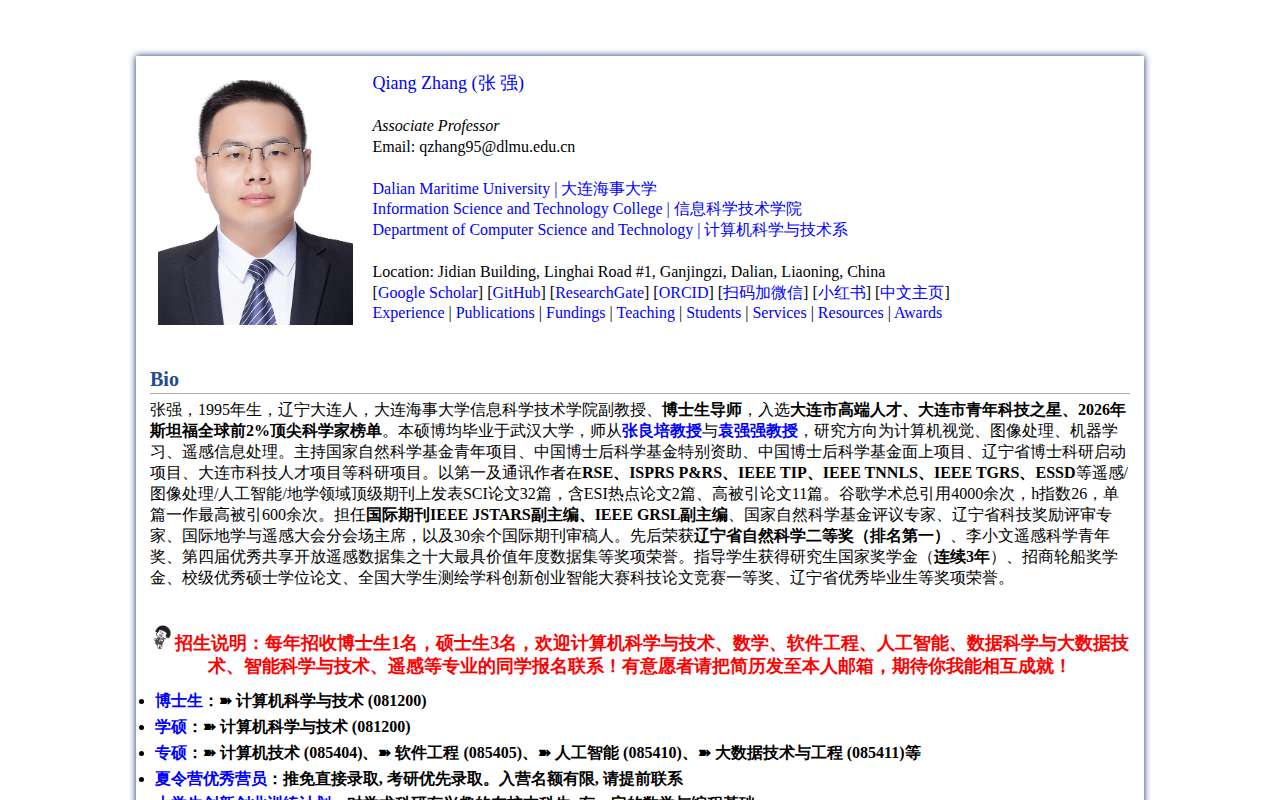 Qiang Zhang (张 强)
Associate Professor
Email: qzhang95@dlmu.edu.cn
Dalian Maritime University | 大连海事大学
Information Science and Technology College | 信息科学技术学院
Department of Computer Science and Technology | 计算机科学与技术系
Location: Jidian Building, Linghai Road #1, Ganjingzi, Dalian, Liaoning, China
[Google Scholar] [GitHub] [ResearchGate] [ORCID] [扫码加微信] [小红书] [中文主页]
Experience | Publications | Fundings | Teaching | Students | Services | Resources | Awards
Bio
张强，1995年生，辽宁大连人，大连海事大学信息科学技术学院副教授、博士生导师，入选大连市高端人才、大连市青年科技之星、2026年
斯坦福全球前2%顶尖科学家榜单。本硕博均毕业于武汉大学，师从张良培教授与袁强强教授，研究方向为计算机视觉、图像处理、机器学
习、遥感信息处理。主持国家自然科学基金青年项目、中国博士后科学基金特别资助、中国博士后科学基金面上项目、辽宁省博士科研启动
项目、大连市科技人才项目等科研项目。以第一及通讯作者在RSE、ISPRS P&RS、IEEE TIP、IEEE TNNLS、IEEE TGRS、ESSD等遥感/
图像处理/人工智能/地学领域顶级期刊上发表SCI论文32篇，含ESI热点论文2篇、高被引论文11篇。谷歌学术总引用4000余次，h指数26，单
篇一作最高被引600余次。担任国际期刊IEEE JSTARS副主编、IEEE GRSL副主编、国家自然科学基金评议专家、辽宁省科技奖励评审专
家、国际地学与遥感大会分会场主席，以及30余个国际期刊审稿人。先后荣获辽宁省自然科学二等奖（排名第一）、李小文遥感科学青年
奖、第四届优秀共享开放遥感数据集之十大最具价值年度数据集等奖项荣誉。指导学生获得研究生国家奖学金（连续3年）、招商轮船奖学
金、校级优秀硕士学位论文、全国大学生测绘学科创新创业智能大赛科技论文竞赛一等奖、辽宁省优秀毕业生等奖项荣誉。
招生说明：每年招收博士生1名，硕士生3名，欢迎计算机科学与技术、数学、软件工程、人工智能、数据科学与大数据技
术、智能科学与技术、遥感等专业的同学报名联系！有意愿者请把简历发至本人邮箱，期待你我能相互成就！
• 博士生：➽ 计算机科学与技术 (081200)
• 学硕：➽ 计算机科学与技术 (081200)
• 专硕：➽ 计算机技术 (085404)、➽ 软件工程 (085405)、➽ 人工智能 (085410)、➽ 大数据技术与工程 (085411)等
• 夏令营优秀营员：推免直接录取, 考研优先录取。入营名额有限, 请提前联系